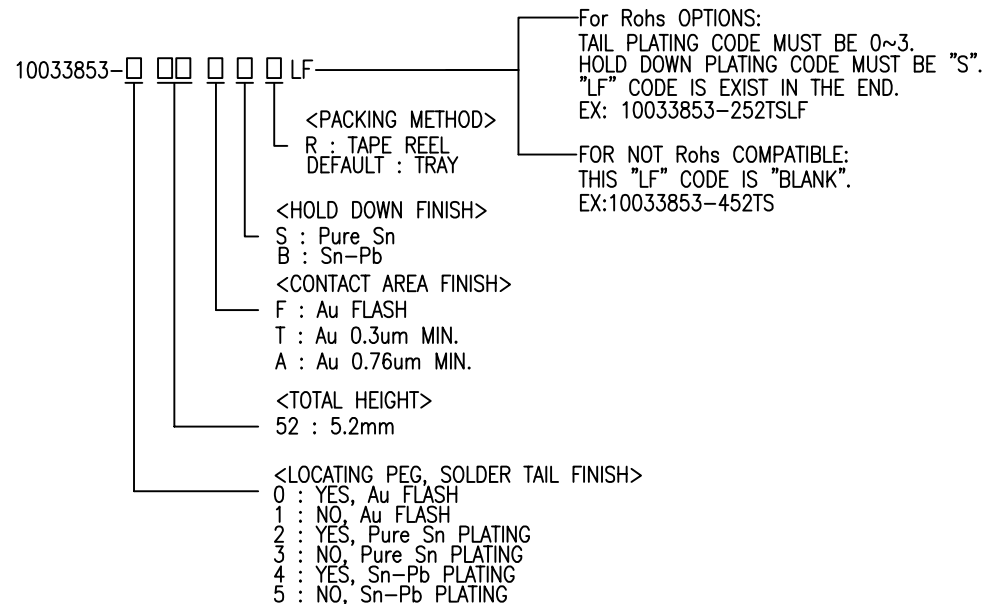 10033853-□ □□ □ □ □ LF
For Rohs OPTIONS:
TAIL PLATING CODE MUST BE 0~3.
HOLD DOWN PLATING CODE MUST BE "S".
"LF" CODE IS EXIST IN THE END.
EX: 10033853-252TSLF
FOR NOT Rohs COMPATIBLE:
THIS "LF" CODE IS "BLANK".
EX:10033853-452TS
<PACKING METHOD>
R : TAPE REEL
DEFAULT : TRAY
<HOLD DOWN FINISH>
S : Pure Sn
B : Sn-Pb
<CONTACT AREA FINISH>
F : Au FLASH
T : Au 0.3um MIN.
A : Au 0.76um MIN.
<TOTAL HEIGHT>
52 : 5.2mm
<LOCATING PEG, SOLDER TAIL FINISH>
0 : YES, Au FLASH
1 : NO, Au FLASH
2 : YES, Pure Sn PLATING
3 : NO, Pure Sn PLATING
4 : YES, Sn-Pb PLATING
5 : NO, Sn-Pb PLATING